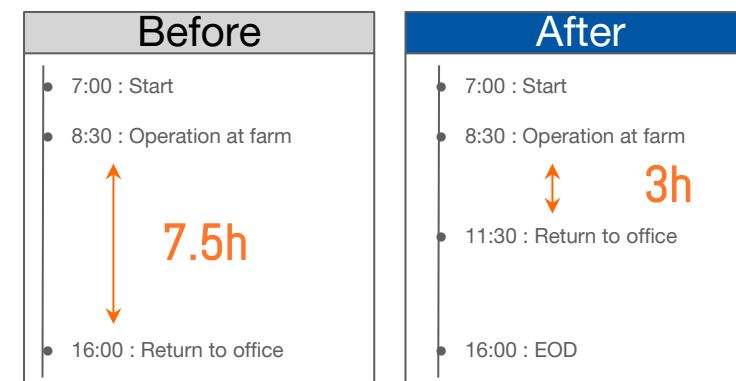 Before
7:00 : Start
8:30 : Operation at farm
7.5h
16:00 : Return to office
After
7:00 : Start
8:30 : Operation at farm
3h
11:30 : Return to office
16:00 : EOD